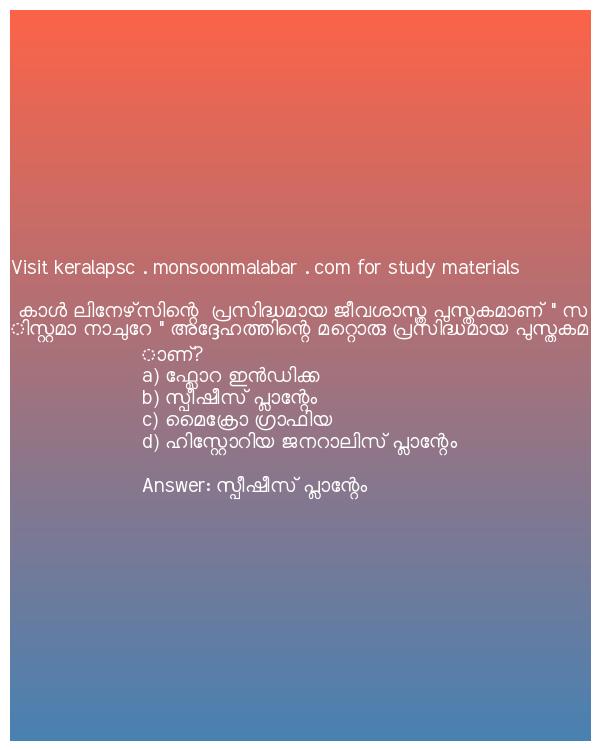 Visit keralapsc . monsoonmalabar . com for study materials
കാൾ ലിനേഴ്സിന്റെ പ്രസിദ്ധമായ ജീവശാസ്ത്ര പുസ്തകമാണ് " സ
ിസ്റ്റമാ നാചുറേ " അദ്ദേഹത്തിന്റെ മറ്റൊരു പ്രസിദ്ധമായ പുസ്തകമ
ാണ്?
a) ഫ്ലോറ ഇൻഡിക്ക
b) സ്പീഷീസ് പ്ലാന്റേം
c) മൈക്രോ ഗ്രാഫിയ
d) ഹിസ്റ്റോറിയ ജനറാലിസ് പ്ലാന്റേം
Answer: സ്പീഷീസ് പ്ലാന്റേം